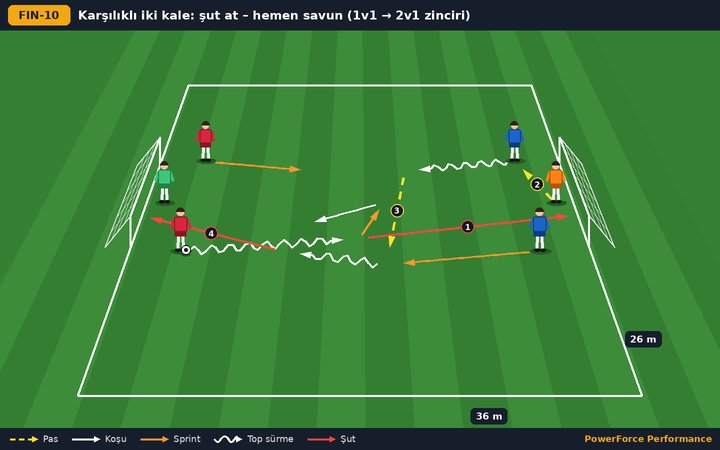 FIN-10 Karşılıklı iki kale: şut at – hemen savun (1v1 → 2v1 zinciri)
2
3
1
4
26 m
36 m
Pas Koşu Sprint Top sürme Şut PowerForce Performance